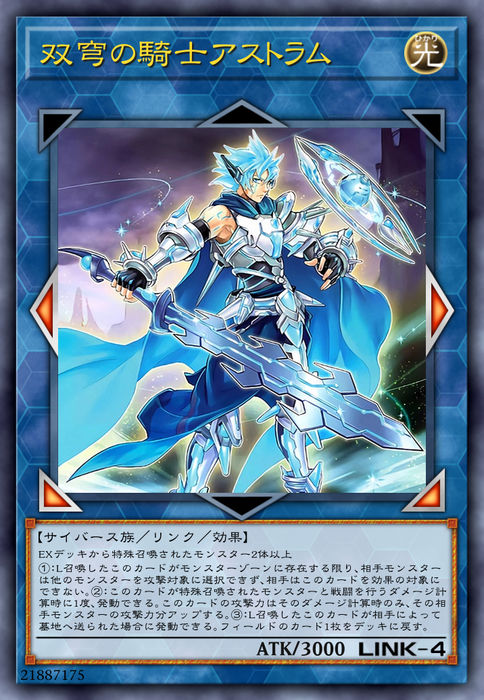 双穹の騎士アストラム
光
ひかり
【サイバース族／リンク／効果】
EXデッキから特殊召喚されたモンスター2体以上
①:L召喚したこのカードがモンスターゾーンに存在する限り、相手モンスター
は他のモンスターを攻撃対象に選択できず、相手はこのカードを効果の対象に
できない。②:このカードが特殊召喚されたモンスターと戦闘を行うダメージ計
算時に1度、発動できる。このカードの攻撃力はそのダメージ計算時のみ、その相
手モンスターの攻撃力分アップする。③:L召喚したこのカードが相手によって
墓地へ送られた場合に発動できる。フィールドのカード1枚をデッキに戻す。
ATK/3000 LINK-4
21887175